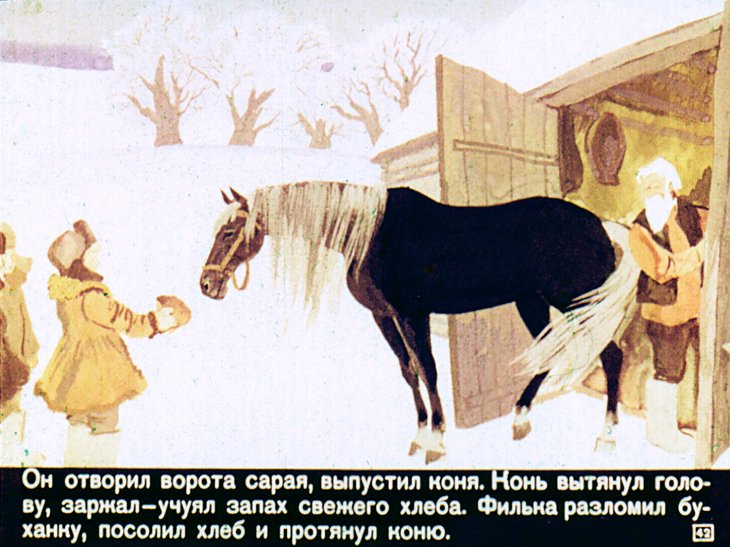 Он отворил ворота сарая, выпустил коня. Конь вытянул голо-
ву, заржал—учуял запах свежего хлеба. Филька разломил бу-
ханку, посолил хлеб и протянул коню.
42